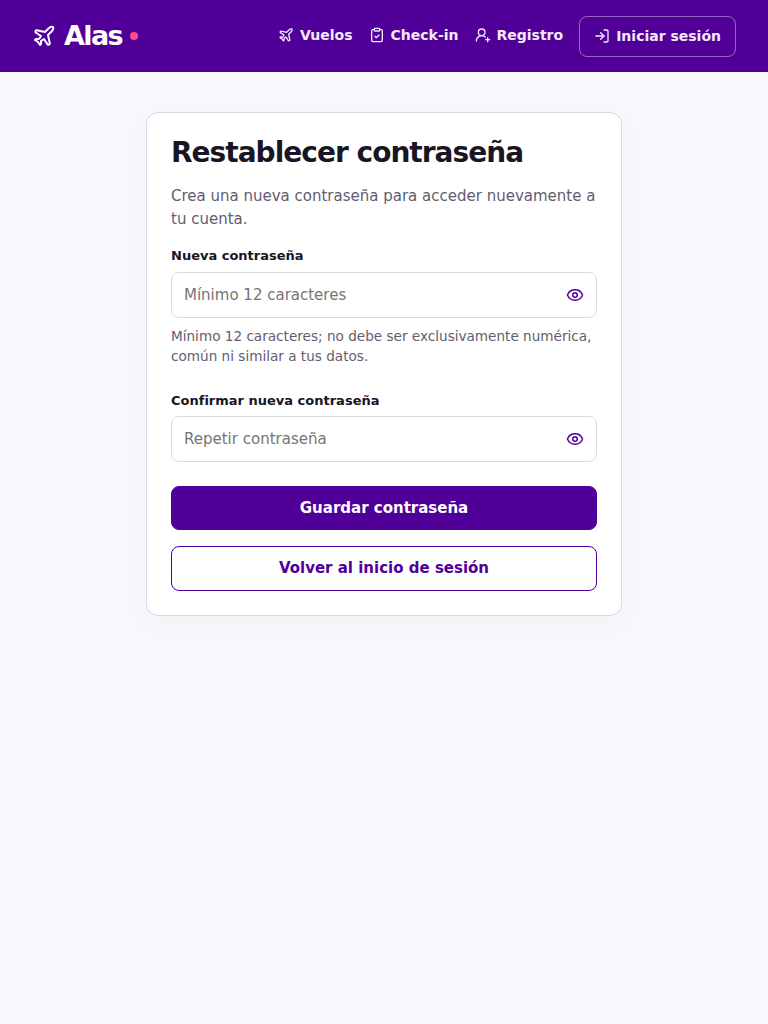 Alas
Vuelos
Check-in
Registro
Iniciar sesión
Restablecer contraseña
Crea una nueva contraseña para acceder nuevamente a
tu cuenta.
Nueva contraseña
Mínimo 12 caracteres
Mínimo 12 caracteres; no debe ser exclusivamente numérica,
común ni similar a tus datos.
Confirmar nueva contraseña
Repetir contraseña
Guardar contraseña
Volver al inicio de sesión